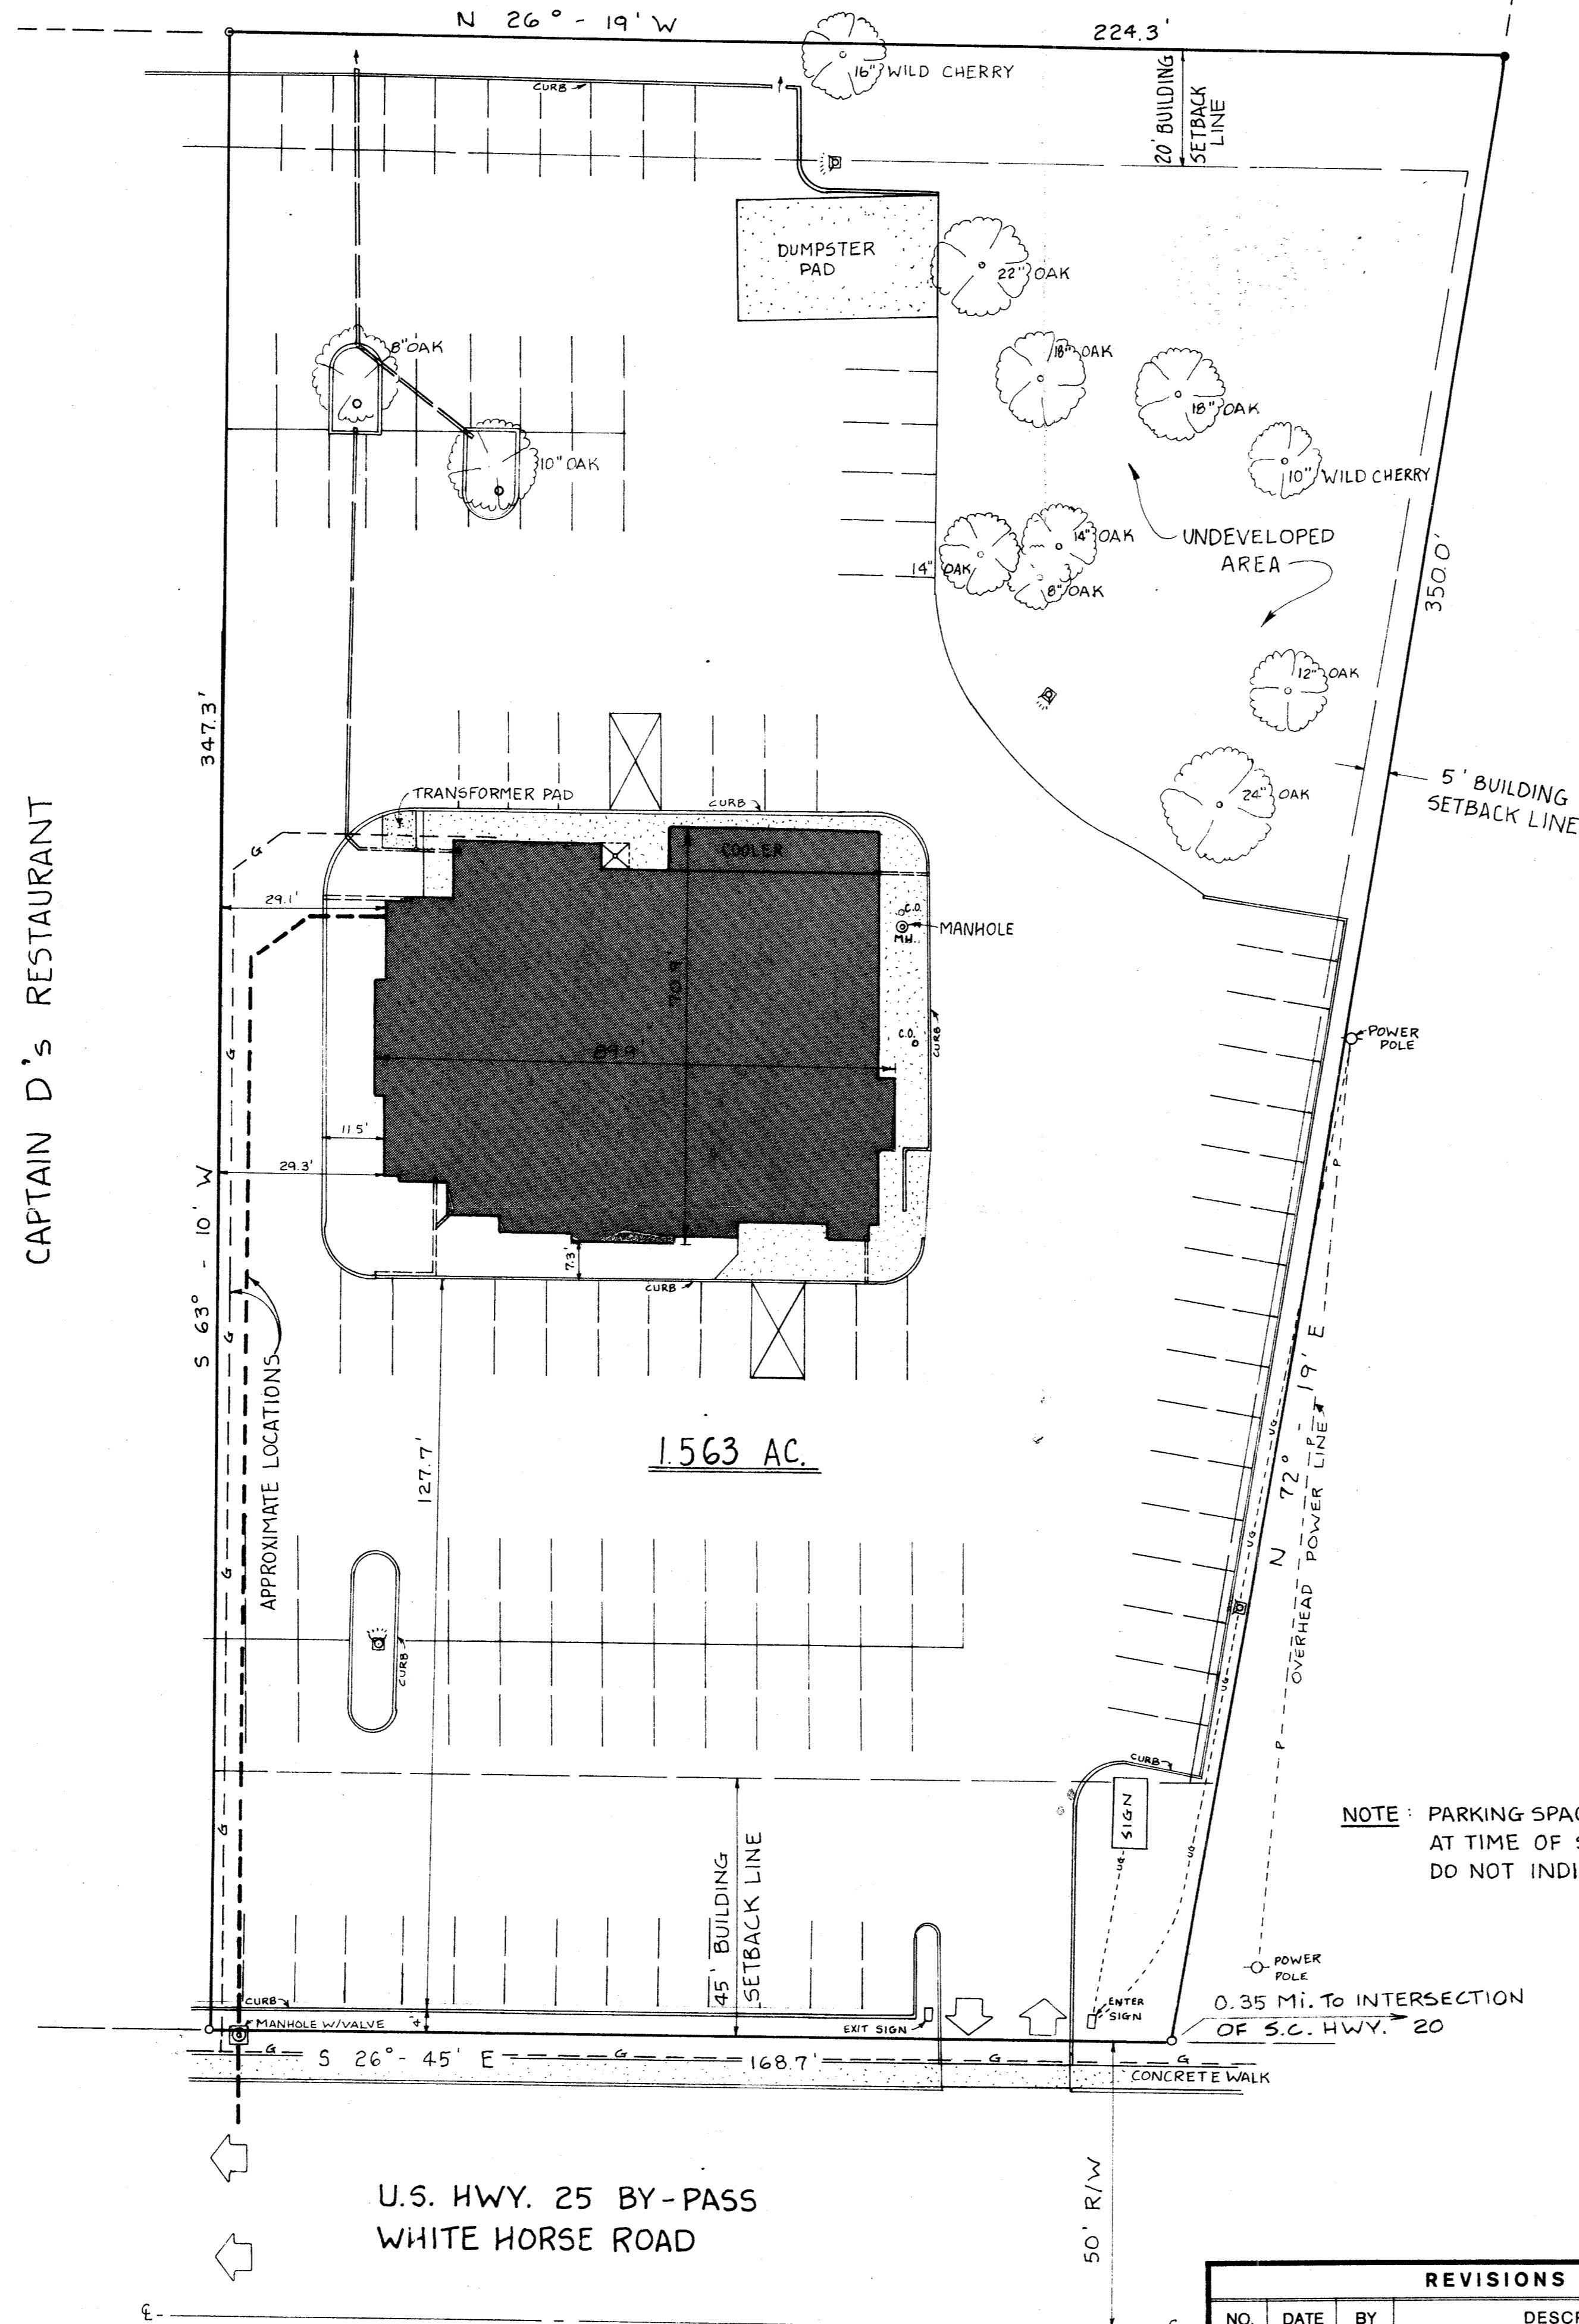 N 26° - 19' W
224.3'
16" WILD CHERRY
CURB
20' BUILDING
SETBACK
LINE
DUMPSTER
PAD
22" OAK
8" OAK
18" OAK
18" OAK
10" OAK
10" WILD CHERRY
14" OAK
14" OAK
8" OAK
UNDEVELOPED
AREA
350.0'
12" OAK
347.3'
24" OAK
5' BUILDING
SETBACK LINE
TRANSFORMER PAD
CURB
COOLER
G
29.1'
C.O.
MH.
MANHOLE
CAPTAIN D's RESTAURANT
70.9'
C.O.
CURB
POWER
POLE
89.9'
G
11.5'
P
29.3'
S 63° - 10' W
7.3'
CURB
G
APPROXIMATE LOCATIONS
N 72° - 19' E
P
OVERHEAD POWER LINE
UG
1.563 AC.
127.7'
UG
G
CURB
UG
P
CURB
SIGN
NOTE : PARKING SPAC
AT TIME OF S
DO NOT INDI
G
UG
UG
45' BUILDING
SETBACK LINE
POWER
POLE
CURB
MANHOLE W/VALVE
4'
EXIT SIGN
ENTER
SIGN
0.35 Mi. To INTERSECTION
OF S.C. HWY. 20
G S 26° - 45' E G 168.7' G G
CONCRETE WALK
50' R/W
U.S. HWY. 25 BY-PASS
WHITE HORSE ROAD
REVISIONS
NO. DATE BY DESCR